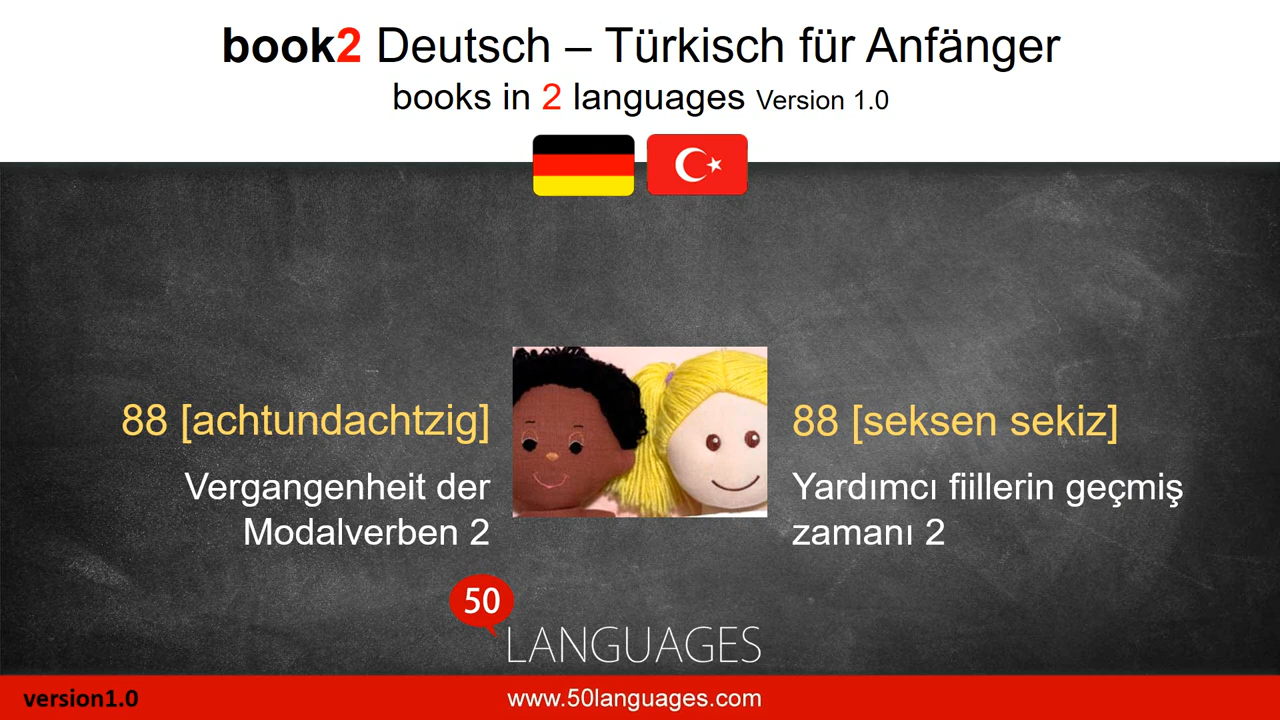 book2 Deutsch – Türkisch für Anfänger
books in 2 languages Version 1.0
88 [achtundachtzig]
Vergangenheit der
Modalverben 2
88 [seksen sekiz]
Yardımcı fiillerin geçmiş
zamanı 2
50
LANGUAGES
version1.0
www.50languages.com